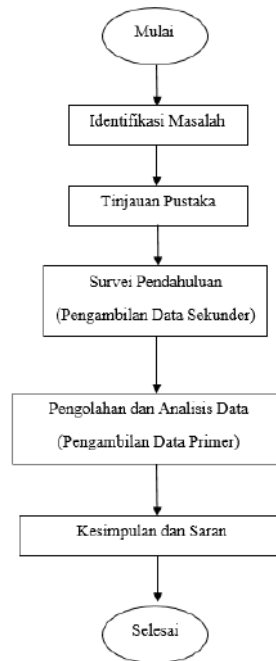 Mulai
Identifikasi Masalah
Tinjauan Pustaka
Survei Pendahuluan
(Pengambilan Data Sekunder)
Pengolahan dan Analisis Data
(Pengambilan Data Primer)
Kesimpulan dan Saran
Selesai